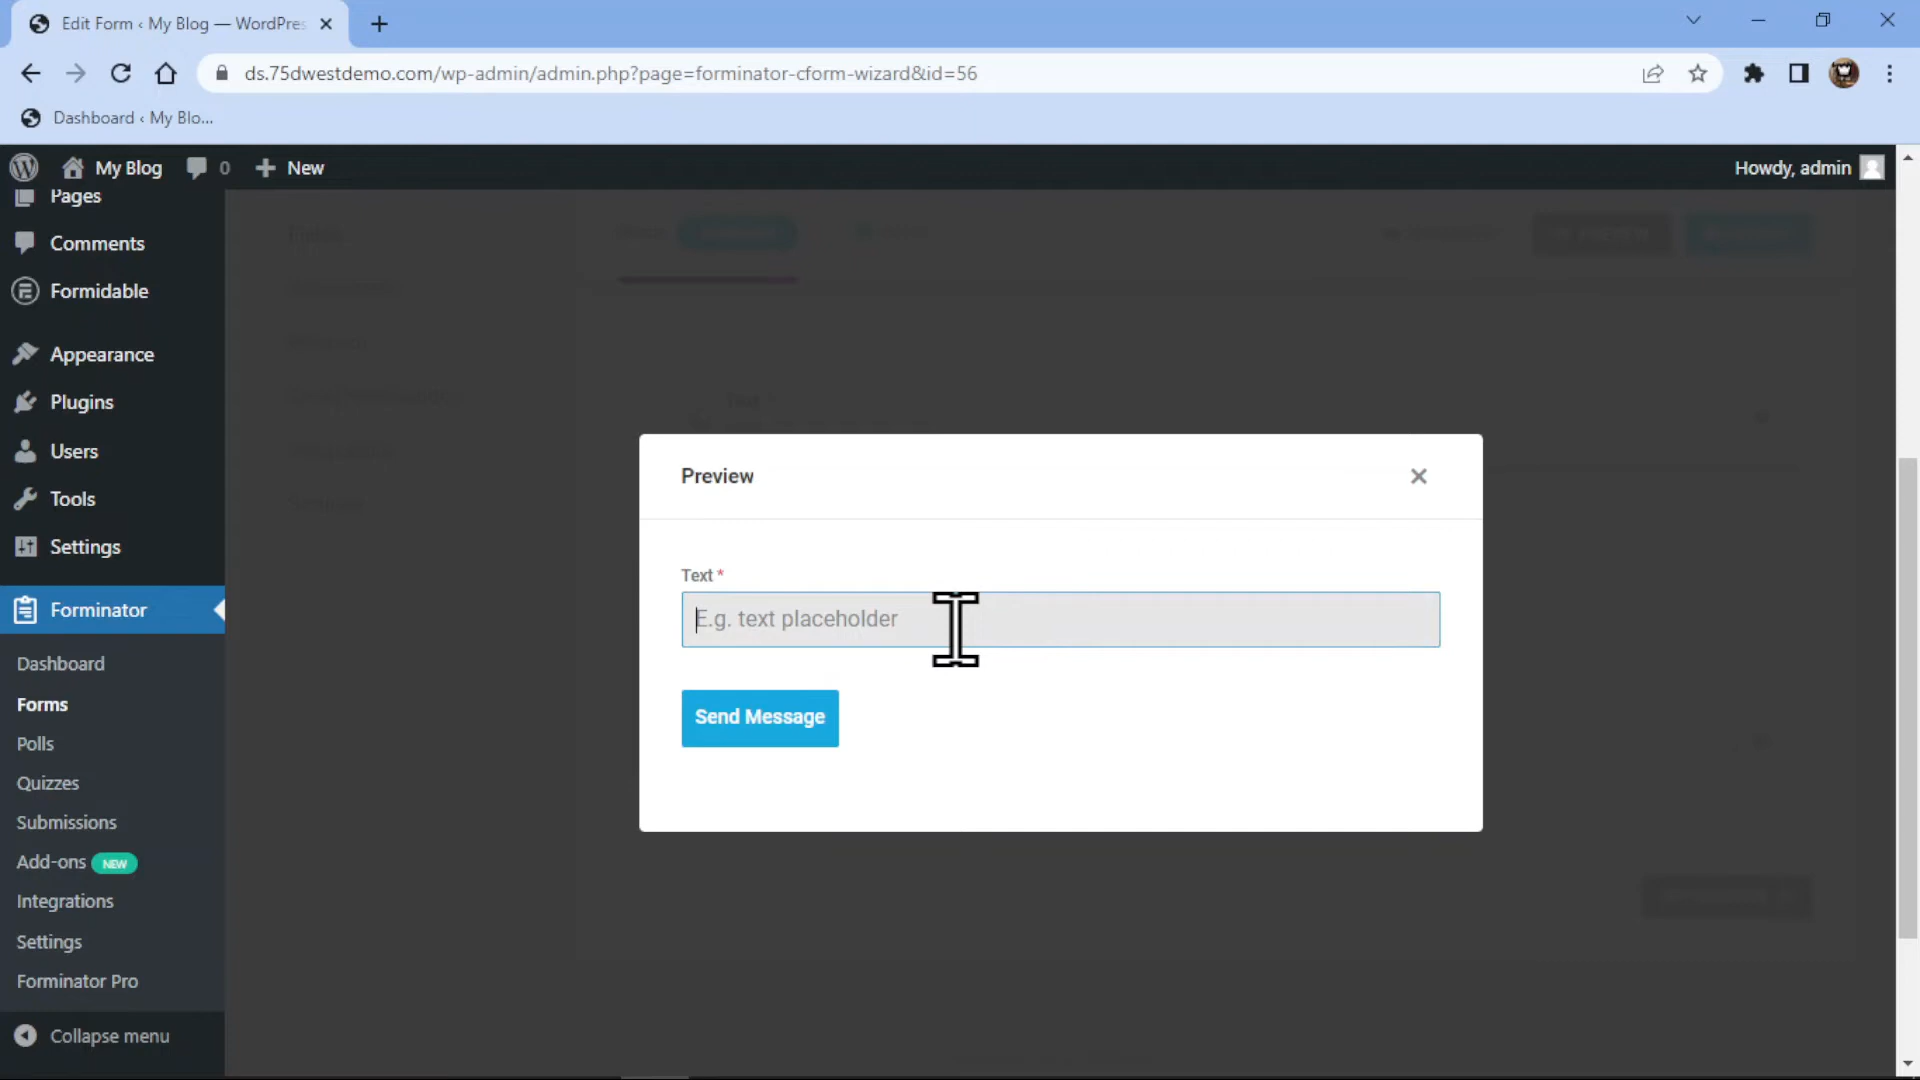 Edit Form ‹ My Blog — WordPres
ds.75dwestdemo.com/wp-admin/admin.php?page=forminator-cform-wizard&id=56
Dashboard ‹ My Blo...
My Blog
0
New
Howdy, admin
Pages
Comments
Formidable
Appearance
Plugins
Users
Tools
Settings
Forminator
Dashboard
Forms
Polls
Quizzes
Submissions
Add-ons NEW
Integrations
Settings
Forminator Pro
Collapse menu
Preview
Text *
E.g. text placeholder
Send Message